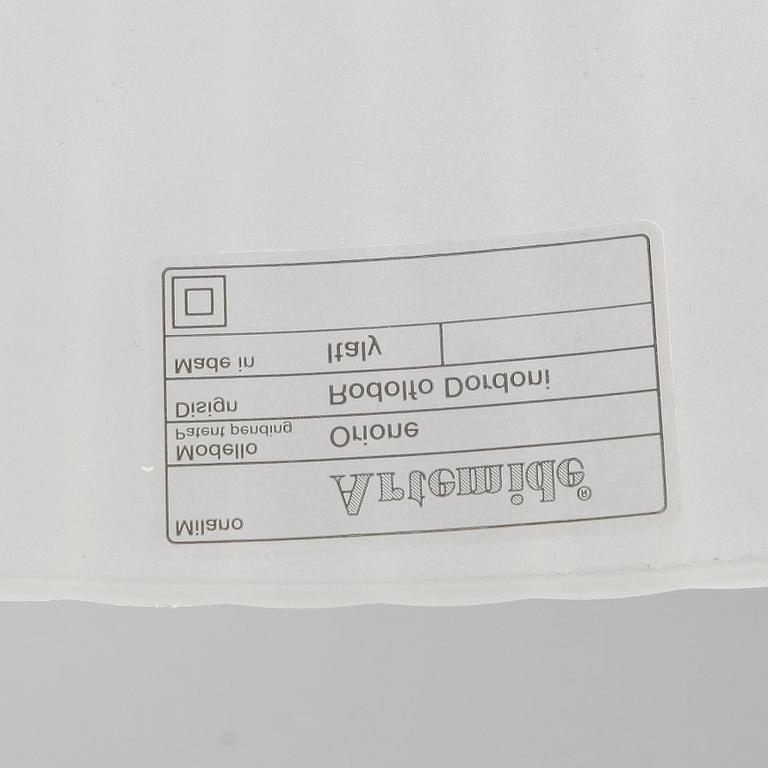 Milano Artemide®
Modello Orione
Patent pending
Disign Rodolfo Dordoni
Made in Italy